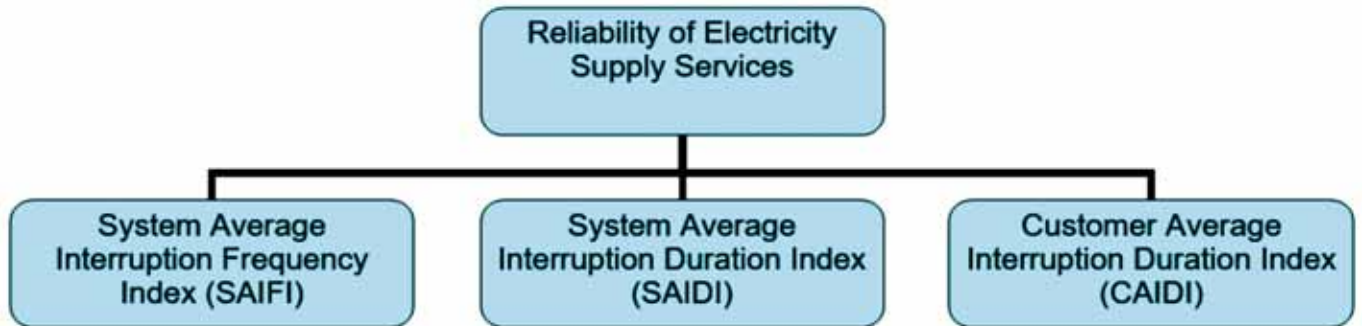 Reliability of Electricity
Supply Services
System Average
Interruption Frequency
Index (SAIFI)
System Average
Interruption Duration Index
(SAIDI)
Customer Average
Interruption Duration Index
(CAIDI)